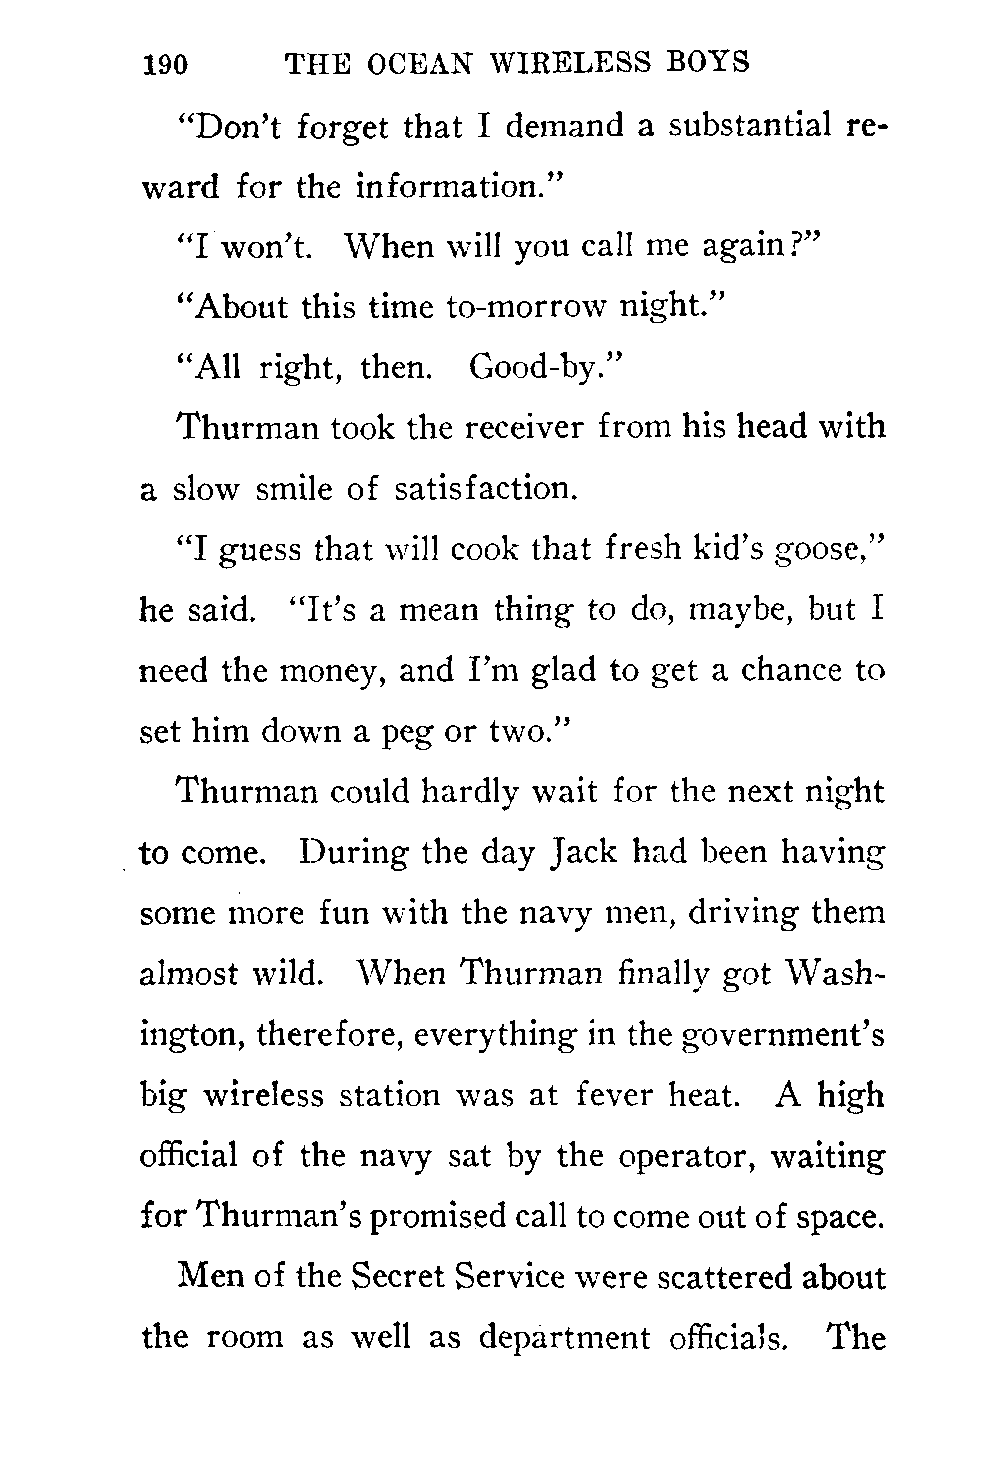 190 THE OCEAN WIRELESS BOYS
“Don’t forget that I demand a substantial re-
ward for the information.”
“I won’t. When will you call me again?”
“About this time to-morrow night.”
“All right, then. Good-by.”
Thurman took the receiver from his head with
a slow smile of satisfaction.
“I guess that will cook that fresh kid’s goose,”
he said. “It’s a mean thing to do, maybe, but I
need the money, and I’m glad to get a chance to
set him down a peg or two.”
Thurman could hardly wait for the next night
to come. During the day Jack had been having
some more fun with the navy men, driving them
almost wild. When Thurman finally got Wash-
ington, therefore, everything in the government’s
big wireless station was at fever heat. A high
official of the navy sat by the operator, waiting
for Thurman’s promised call to come out of space.
Men of the Secret Service were scattered about
the room as well as department officials. The